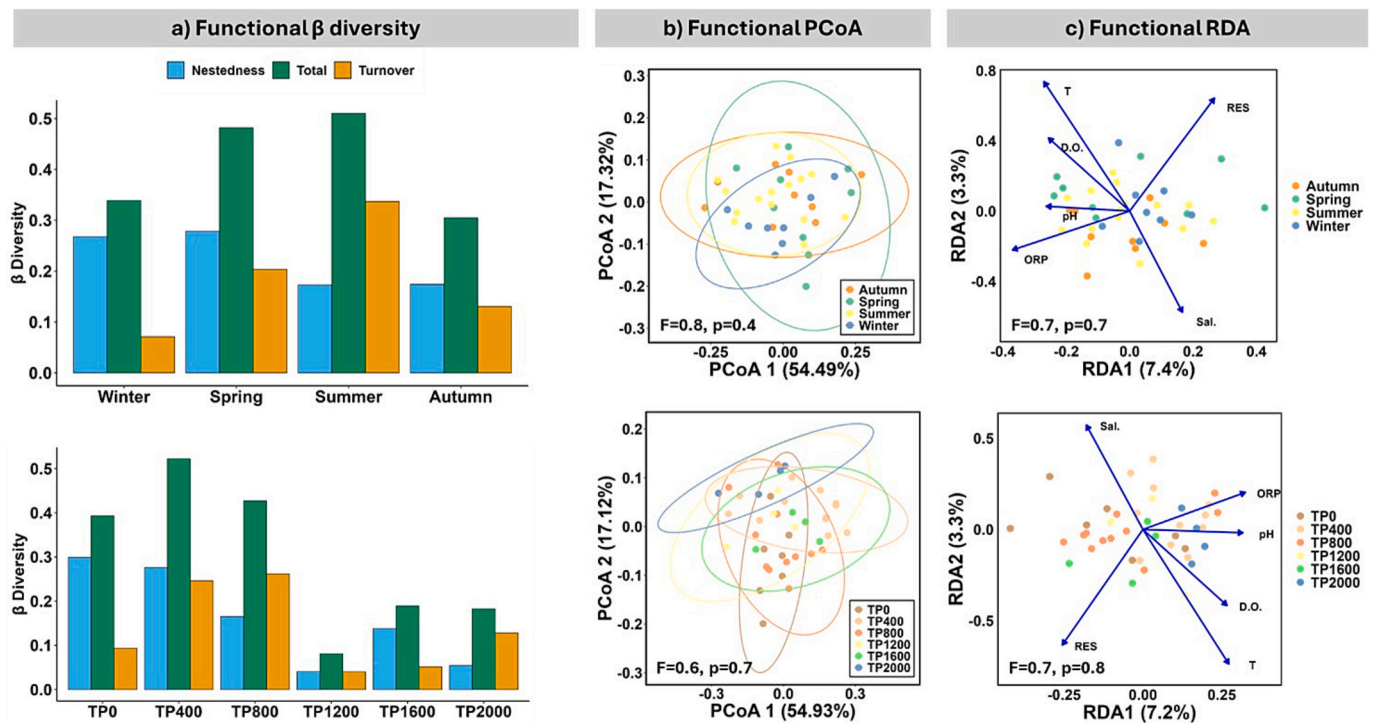 a) Functional β diversity
b) Functional PCoA
c) Functional RDA
Nestedness Total Turnover
β Diversity
0.5
0.4
0.3
0.2
0.1
0.0
Winter Spring Summer Autumn
PCoA 2 (17.32%)
0.3
0.2
0.1
0.0
-0.1
-0.2
-0.3
Autumn
Spring
Summer
Winter
F=0.8, p=0.4
-0.25 0.00 0.25
PCoA 1 (54.49%)
RDA2 (3.3%)
0.8
0.4
0.0
-0.4
T
RES
D.O.
pH
ORP
Sal.
F=0.7, p=0.7
-0.4 -0.2 0.0 0.2 0.4
RDA1 (7.4%)
Autumn
Spring
Summer
Winter
β Diversity
0.5
0.4
0.3
0.2
0.1
0.0
TP0 TP400 TP800 TP1200 TP1600 TP2000
PCoA 2 (17.12%)
0.2
0.1
0.0
-0.1
-0.2
-0.3
TP0
TP400
TP800
TP1200
TP1600
TP2000
F=0.6, p=0.7
-0.3 0.0 0.3
PCoA 1 (54.93%)
RDA2 (3.3%)
0.5
0.0
-0.5
Sal.
ORP
pH
D.O.
RES
T
F=0.7, p=0.8
-0.25 0.00 0.25
RDA1 (7.2%)
TP0
TP400
TP800
TP1200
TP1600
TP2000